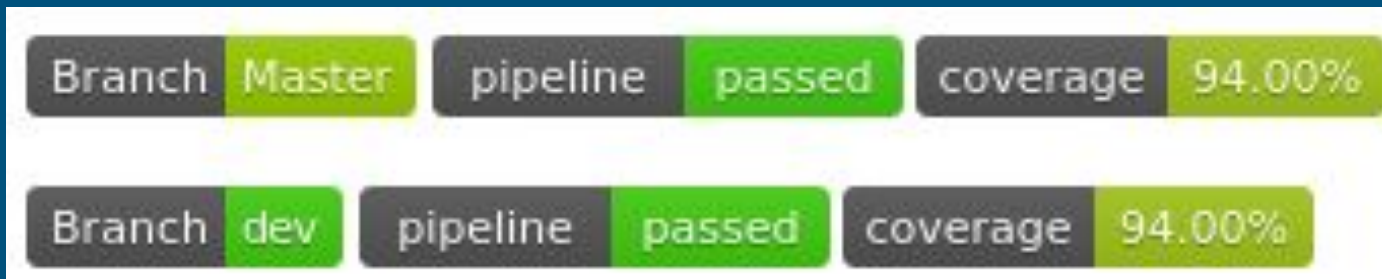 Branch Master pipeline passed coverage 94.00%
Branch dev pipeline passed coverage 94.00%